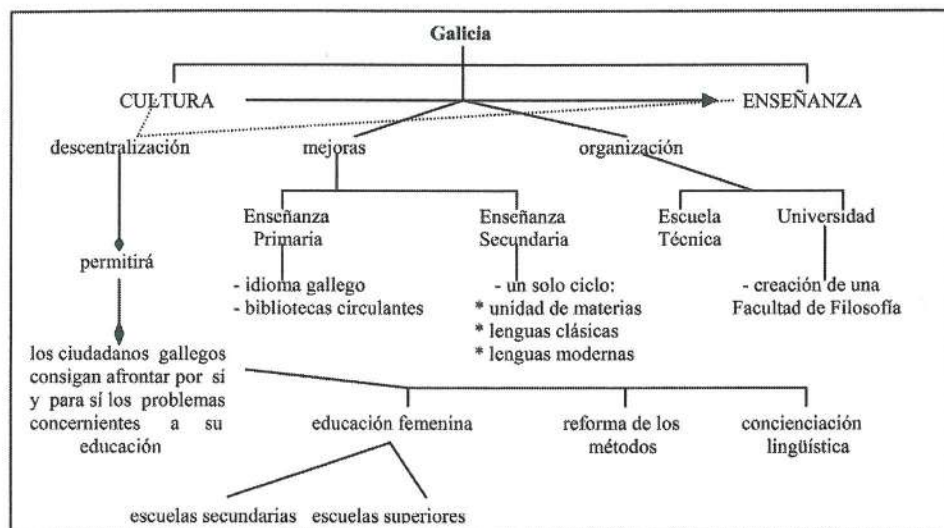 Galicia
CULTURA
ENSEÑANZA
descentralización
mejoras
organización
Enseñanza
Primaria
Enseñanza
Secundaria
Escuela
Técnica
Universidad
permitirá
- idioma gallego
- bibliotecas circulantes
- un solo ciclo:
* unidad de materias
* lenguas clásicas
* lenguas modernas
- creación de una
Facultad de Filosofía
los ciudadanos gallegos
consigan afrontar por si
y para sí los problemas
concernientes a su
educación
educación femenina
reforma de los
métodos
concienciación
lingüística
escuelas secundarias
escuelas superiores